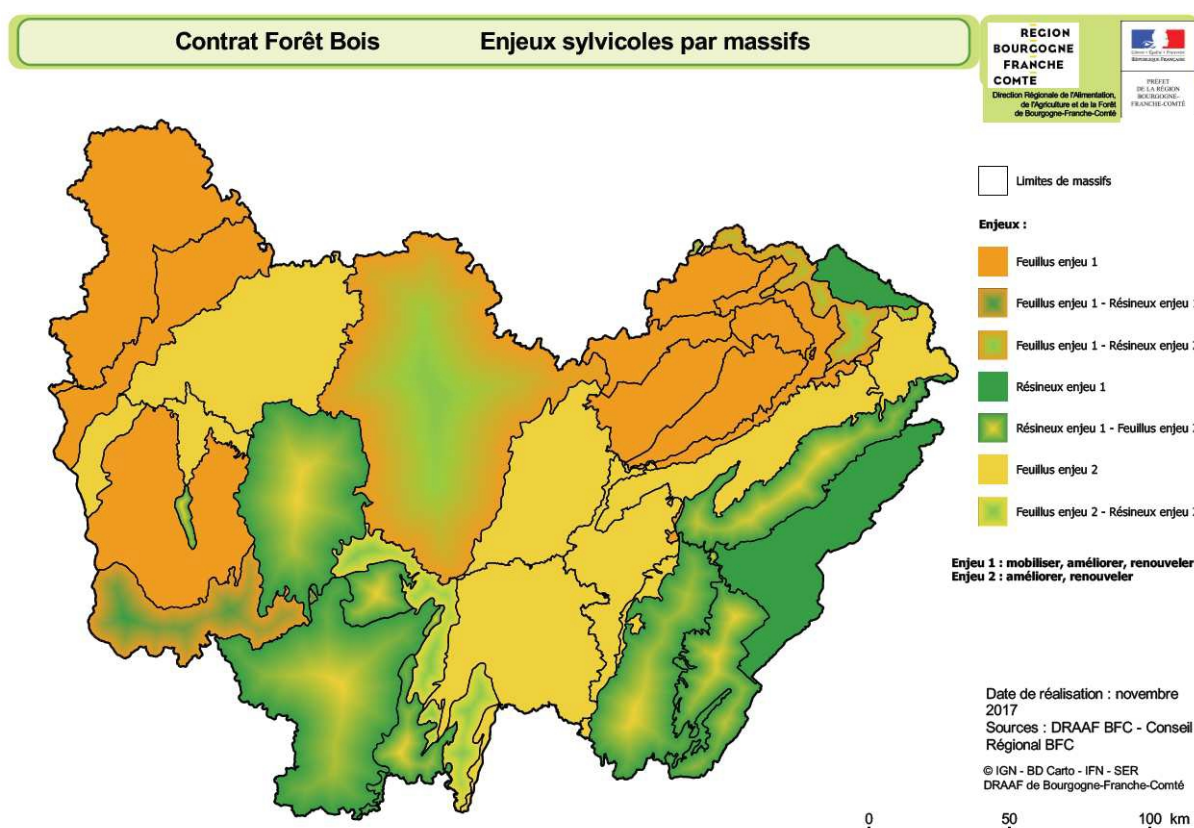 Contrat Forêt Bois Enjeux sylvicoles par massifs
REGION
BOURGOGNE
FRANCHE
COMTE
Direction Régionale de l'Alimentation,
de l'Agriculture et de la Forêt
de Bourgogne-Franche-Comté
PRÉFET
DE LA RÉGION
BOURGOGNE-
FRANCHE-COMTÉ
Limites de massifs
Enjeux :
Feuillus enjeu 1
Feuillus enjeu 1 - Résineux enjeu
Feuillus enjeu 1 - Résineux enjeu
Résineux enjeu 1
Résineux enjeu 1 - Feuillus enjeu
Feuillus enjeu 2
Feuillus enjeu 2 - Résineux enjeu
Enjeu 1 : mobiliser, améliorer, renouveler
Enjeu 2 : améliorer, renouveler
Date de réalisation : novembre
2017
Sources : DRAAF BFC - Conseil
Régional BFC
© IGN - BD Carto - IFN - SER
DRAAF de Bourgogne-Franche-Comté
0 50 100 km